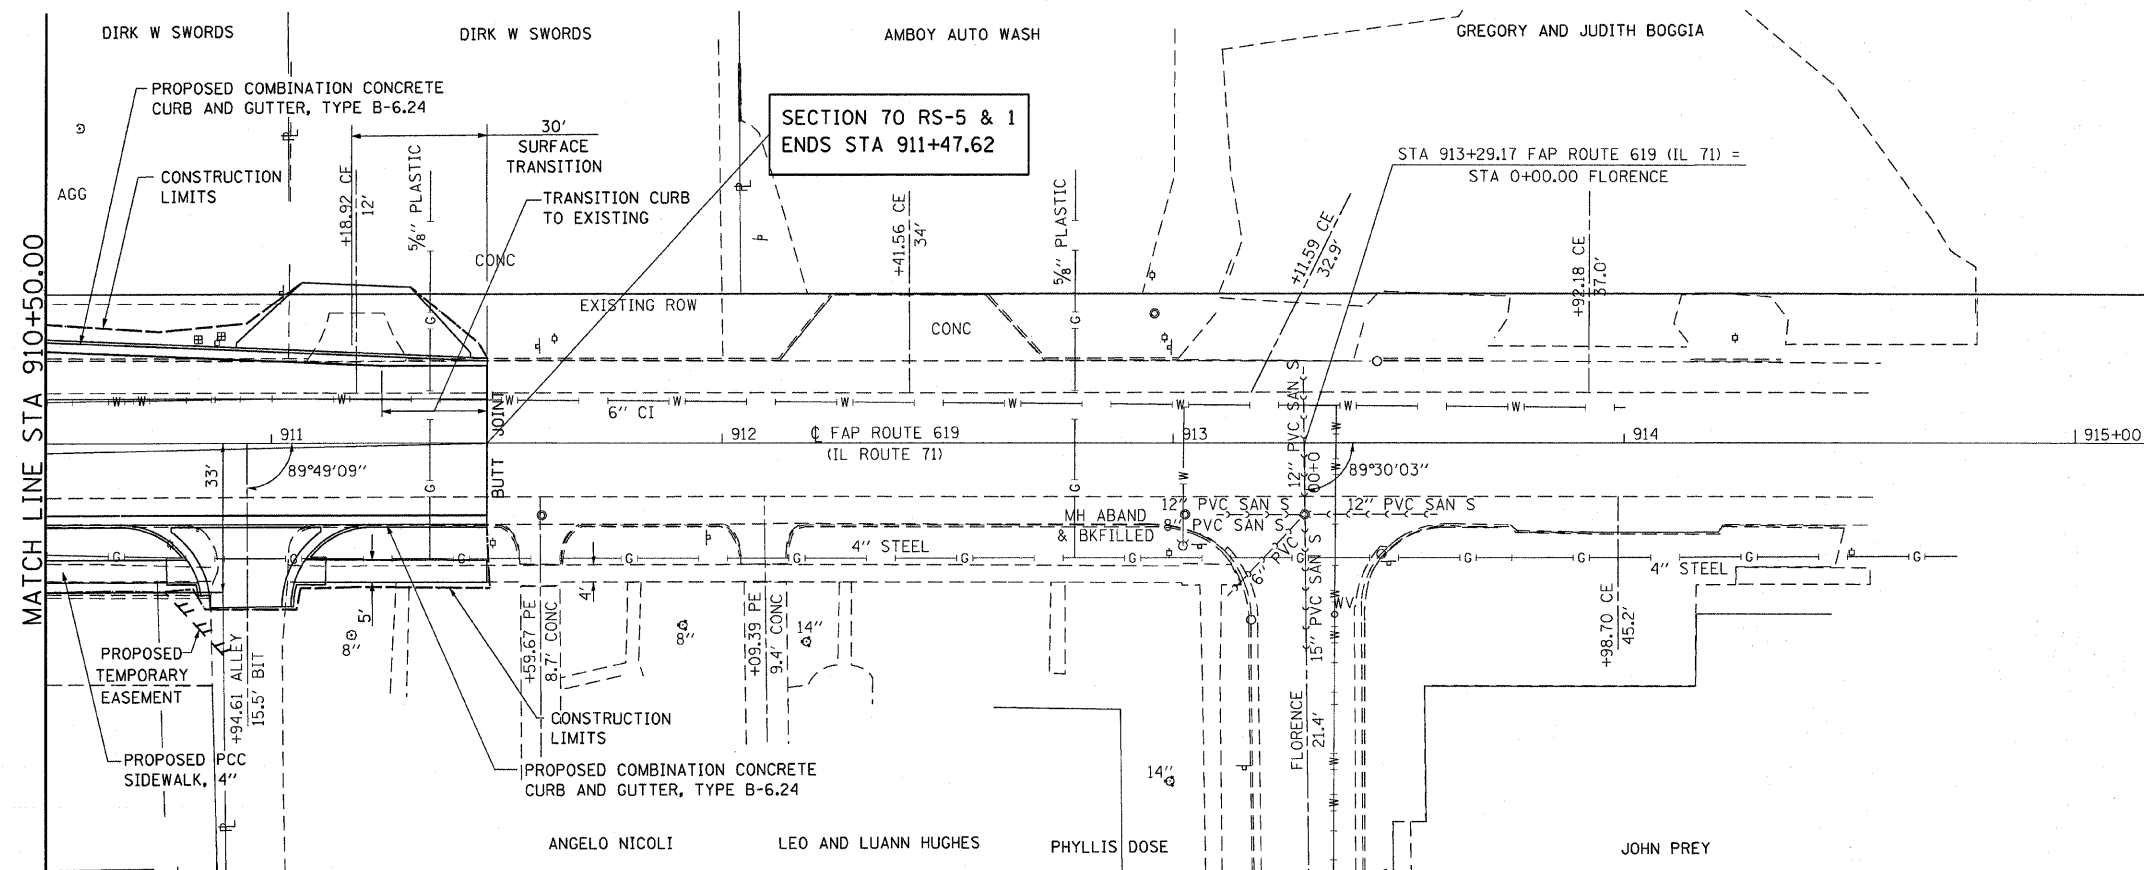 DIRK W SWORDS
DIRK W SWORDS
AMBOY AUTO WASH
GREGORY AND JUDITH BOGGIA
PROPOSED COMBINATION CONCRETE
CURB AND GUTTER, TYPE B-6.24
30'
SURFACE
TRANSITION
SECTION 70 RS-5 & 1
ENDS STA 911+47.62
STA 913+29.17 FAP ROUTE 619 (IL 71) =
STA 0+00.00 FLORENCE
AGG
CONSTRUCTION
LIMITS
+18.92 CE
12'
5/8" PLASTIC
TRANSITION CURB
TO EXISTING
CONC
+41.56 CE
34'
5/8" PLASTIC
+11.59 CE
32.9'
+92.18 CE
37.0'
EXISTING ROW
CONC
MATCH LINE STA 910+50.00
W W W W W W W W W W
6" CI
BUTT JOINT
12" PVC SAN S
911
912
℄ FAP ROUTE 619
(IL ROUTE 71)
913
914
915+00
33'
89°49'09"
89°30'03"
0+00
G G G G
W W
12" PVC SAN S
12" PVC SAN S
MH ABAND
& BKFILLED
8" PVC SAN S
4" STEEL
G G G G G G G G G G G G
4" STEEL
6" PVC
15" PVC SAN S
WV
W W W W
5'
4'
8"
8"
14"
14"
+59.67 PE
8.7' CONC
+09.39 PE
9.4' CONC
+98.70 CE
45.2'
PROPOSED
TEMPORARY
EASEMENT
+94.61 ALLEY
15.5' BIT
FLORENCE
21.4'
CONSTRUCTION
LIMITS
PROPOSED PCC
SIDEWALK, 4"
PROPOSED COMBINATION CONCRETE
CURB AND GUTTER, TYPE B-6.24
ANGELO NICOLI
LEO AND LUANN HUGHES
PHYLLIS DOSE
JOHN PREY